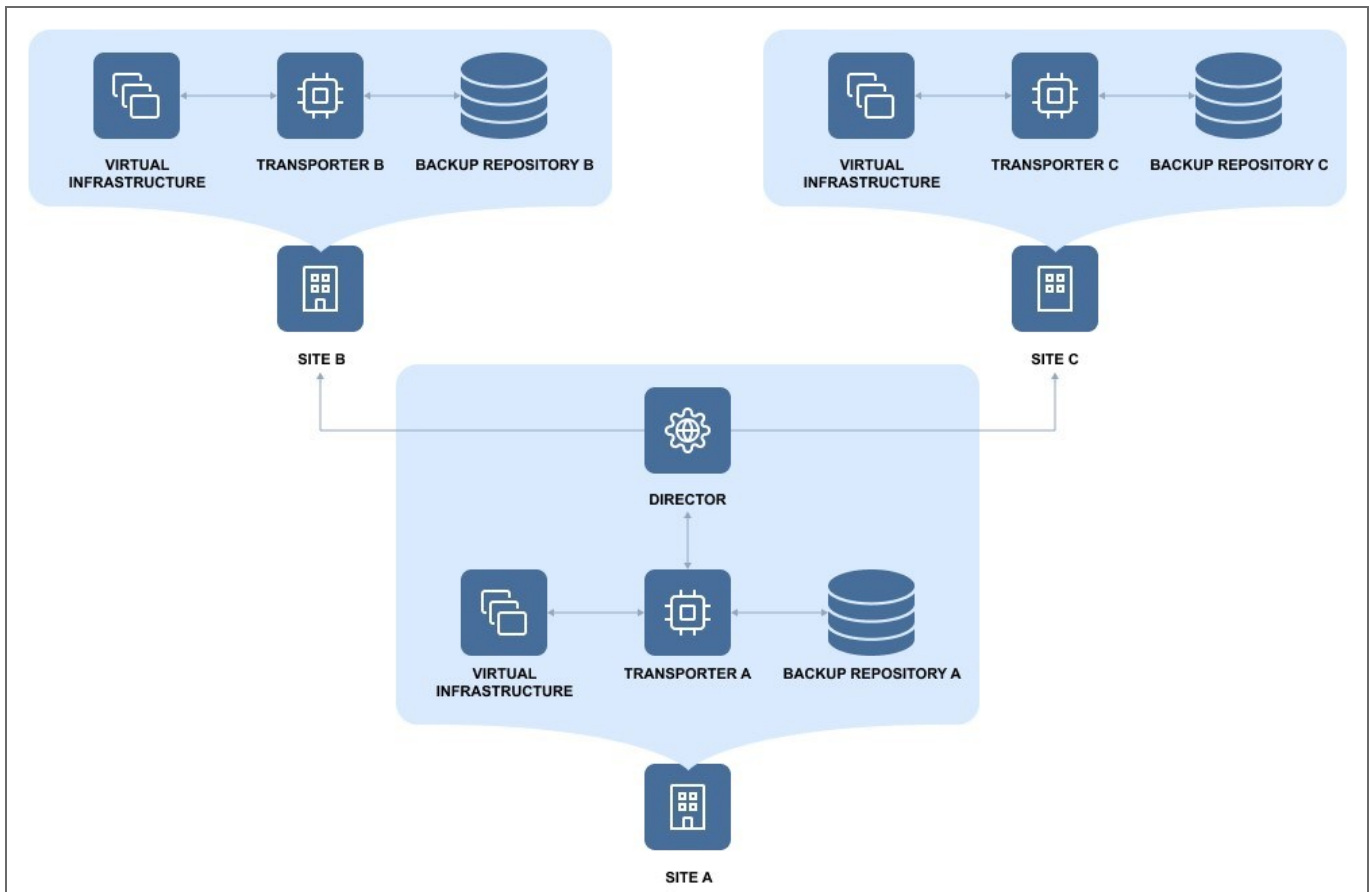 VIRTUAL
INFRASTRUCTURE
TRANSPORTER B
BACKUP REPOSITORY B
VIRTUAL
INFRASTRUCTURE
TRANSPORTER C
BACKUP REPOSITORY C
SITE B
SITE C
DIRECTOR
VIRTUAL
INFRASTRUCTURE
TRANSPORTER A
BACKUP REPOSITORY A
SITE A